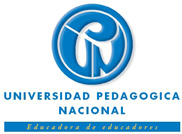 UNIVERSIDAD PEDAGOGICA
NACIONAL
Educadora de educadores